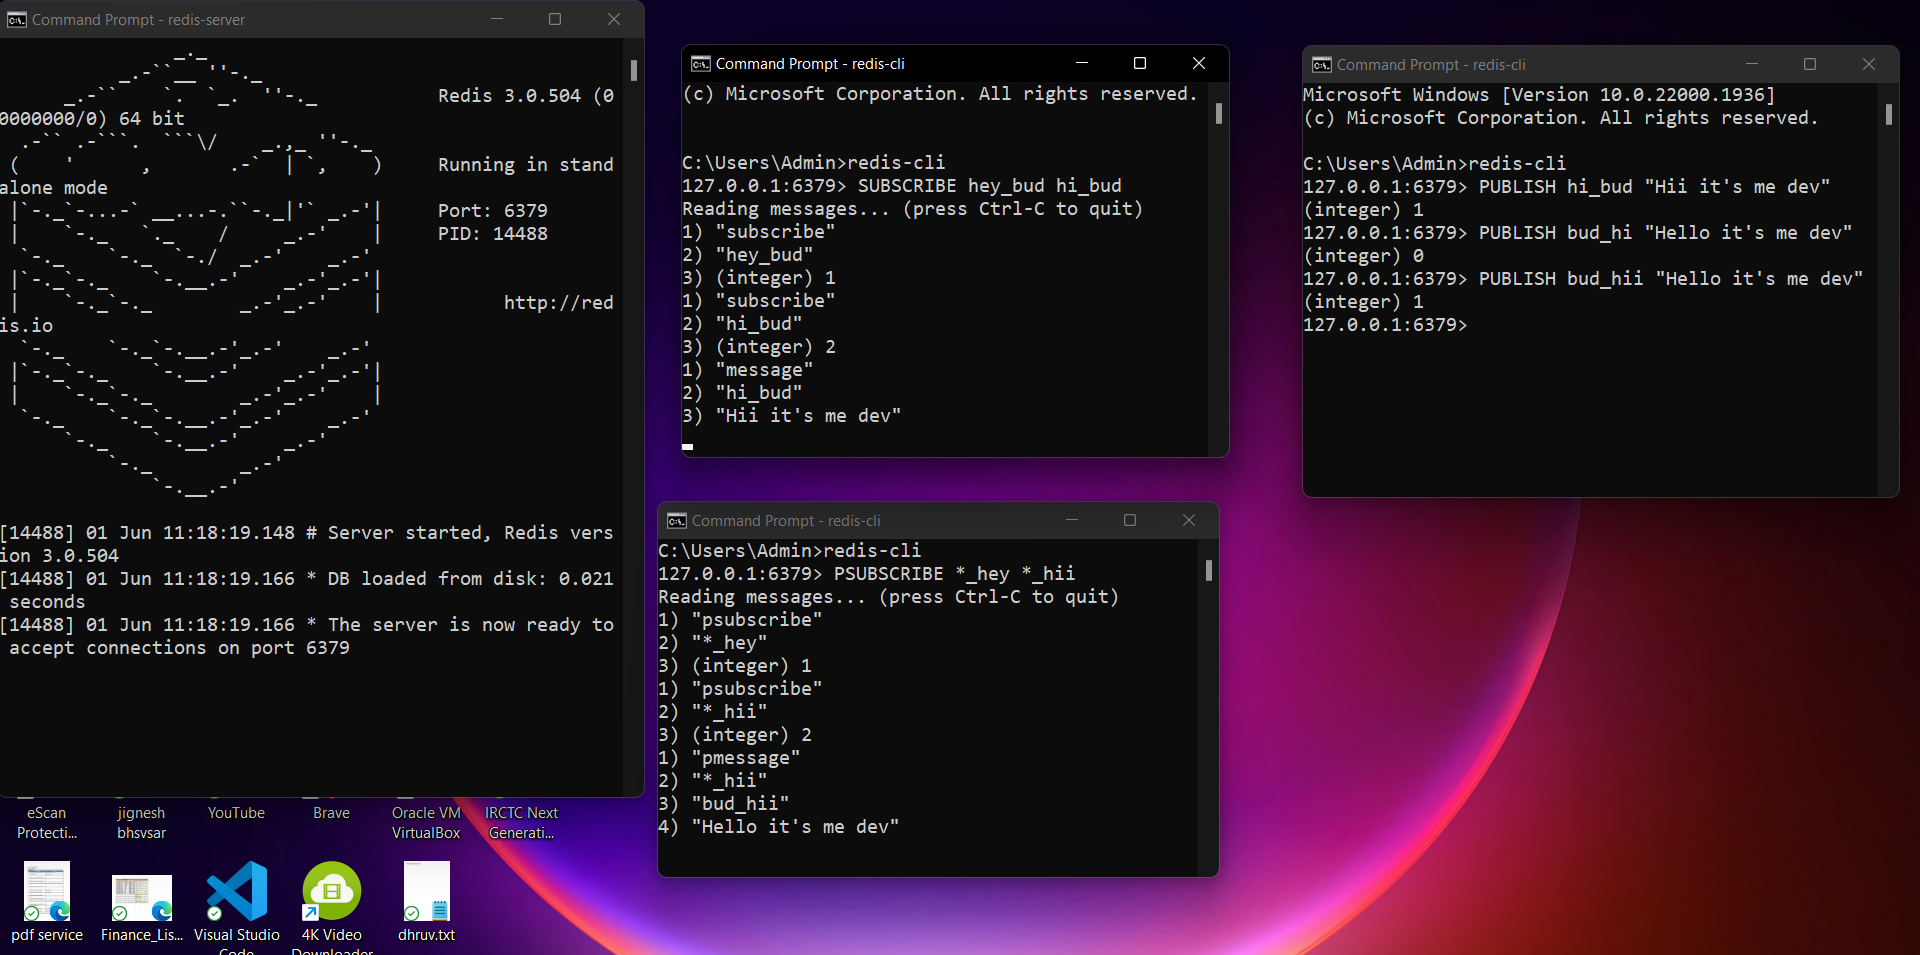 Command Prompt - redis-server
Redis 3.0.504 (0
0000000/0) 64 bit
Running in stand
alone mode
Port: 6379
PID: 14488
http://red
is.io
[14488] 01 Jun 11:18:19.148 # Server started, Redis vers
ion 3.0.504
[14488] 01 Jun 11:18:19.166 * DB loaded from disk: 0.021
seconds
[14488] 01 Jun 11:18:19.166 * The server is now ready to
accept connections on port 6379
Command Prompt - redis-cli
(c) Microsoft Corporation. All rights reserved.
C:\Users\Admin>redis-cli
127.0.0.1:6379> SUBSCRIBE hey_bud hi_bud
Reading messages... (press Ctrl-C to quit)
1) "subscribe"
2) "hey_bud"
3) (integer) 1
1) "subscribe"
2) "hi_bud"
3) (integer) 2
1) "message"
2) "hi_bud"
3) "Hii it's me dev"
Command Prompt - redis-cli
Microsoft Windows [Version 10.0.22000.1936]
(c) Microsoft Corporation. All rights reserved.
C:\Users\Admin>redis-cli
127.0.0.1:6379> PUBLISH hi_bud "Hii it's me dev"
(integer) 1
127.0.0.1:6379> PUBLISH bud_hi "Hello it's me dev"
(integer) 0
127.0.0.1:6379> PUBLISH bud_hii "Hello it's me dev"
(integer) 1
127.0.0.1:6379>
Command Prompt - redis-cli
C:\Users\Admin>redis-cli
127.0.0.1:6379> PSUBSCRIBE *_hey *_hii
Reading messages... (press Ctrl-C to quit)
1) "psubscribe"
2) "*_hey"
3) (integer) 1
1) "psubscribe"
2) "*_hii"
3) (integer) 2
1) "pmessage"
2) "*_hii"
3) "bud_hii"
4) "Hello it's me dev"
eScan
Protecti...
jignesh
bhsvsar
YouTube
Brave
Oracle VM
VirtualBox
IRCTC Next
Generati...
pdf service
Finance_Lis...
Visual Studio
Code
4K Video
Downloader
dhruv.txt